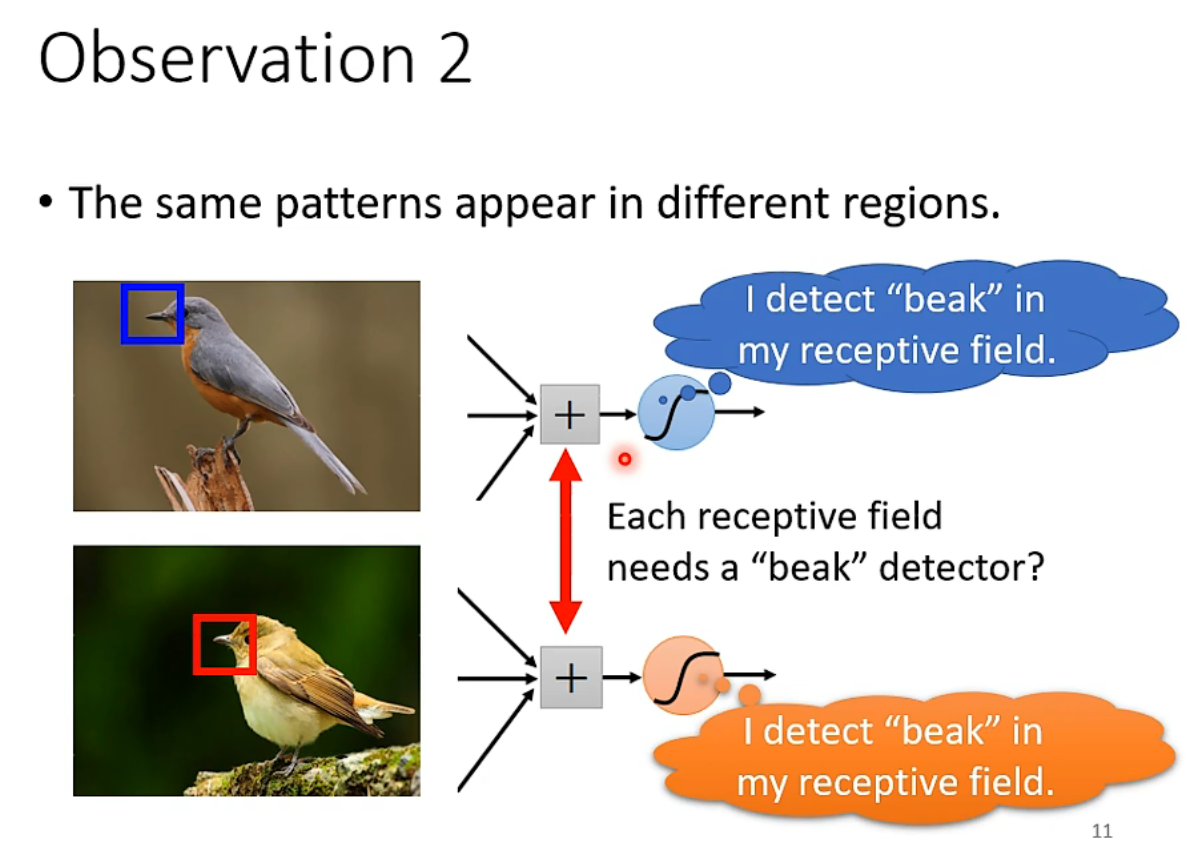 Observation 2
• The same patterns appear in different regions.
I detect “beak” in
my receptive field.
+
Each receptive field
needs a “beak” detector?
+
I detect “beak” in
my receptive field.
11